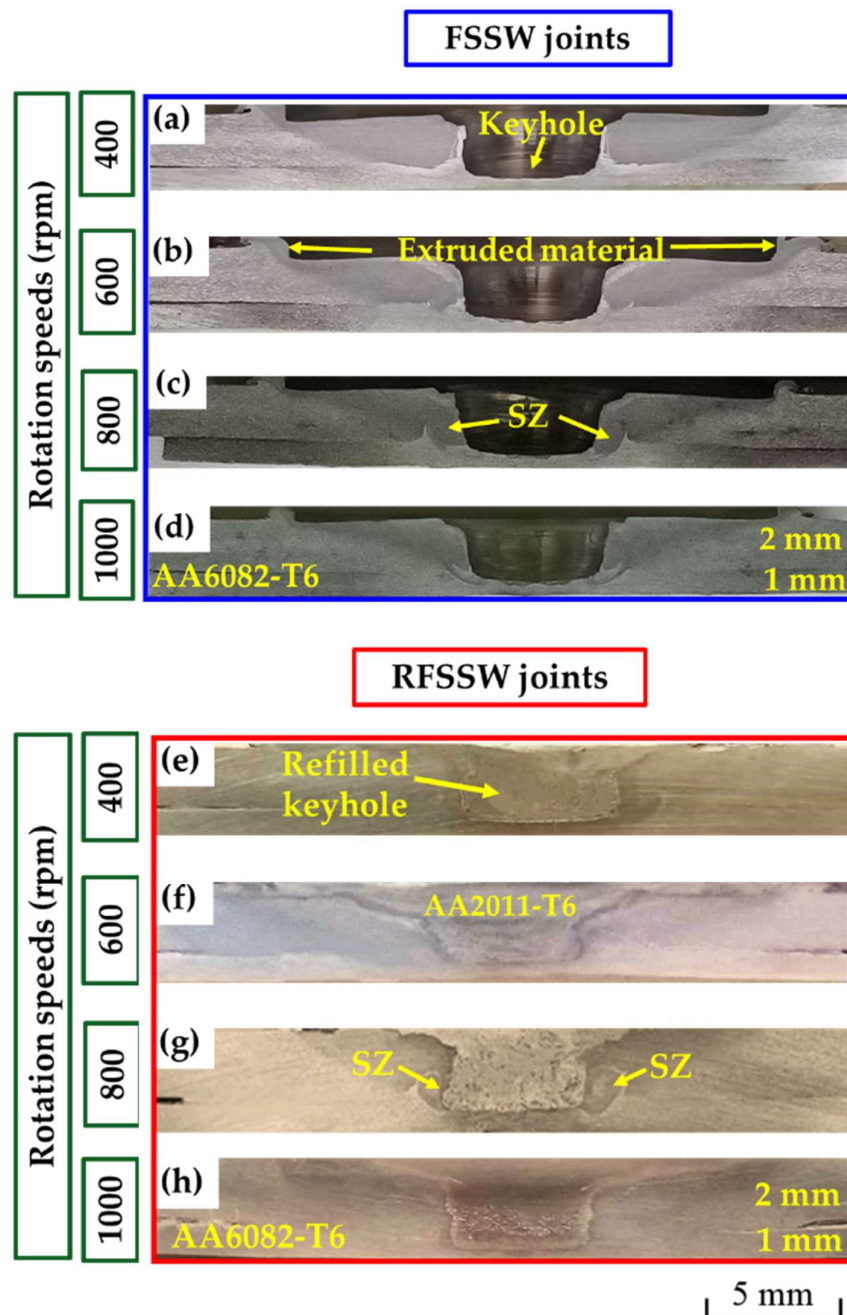 FSSW joints
Rotation speeds (rpm)
400
(a)
Keyhole
600
(b)
Extruded material
800
(c)
SZ
1000
(d)
AA6082-T6
2 mm
1 mm
RFSSW joints
Rotation speeds (rpm)
400
(e)
Refilled
keyhole
600
(f)
AA2011-T6
800
(g)
SZ
SZ
1000
(h)
AA6082-T6
2 mm
1 mm
5 mm